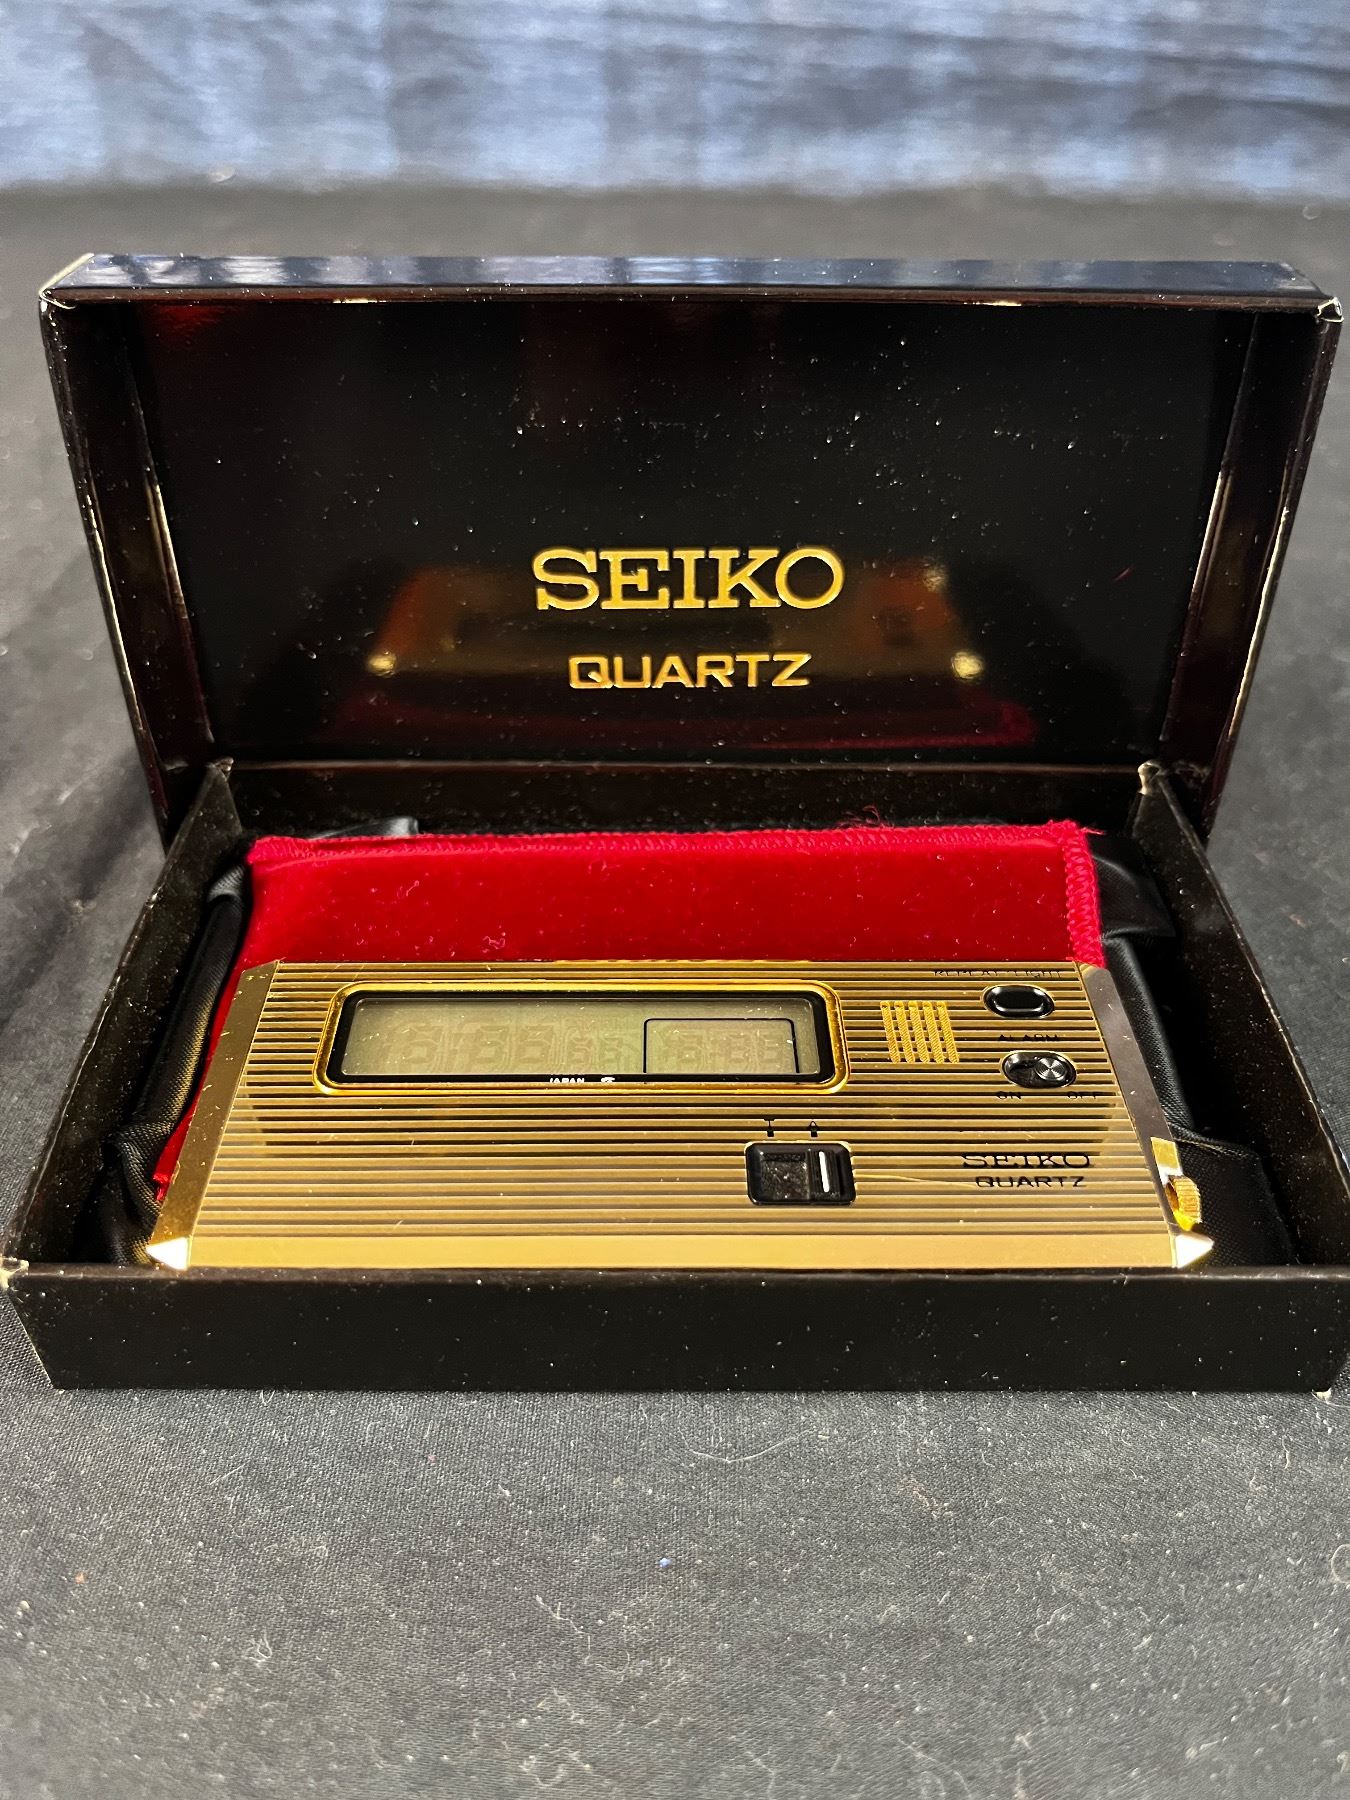 SEIKO
QUARTZ
REPEAT·LIGHT
ALARM
ON OFF
JAPAN
T A
SEIKO
QUARTZ